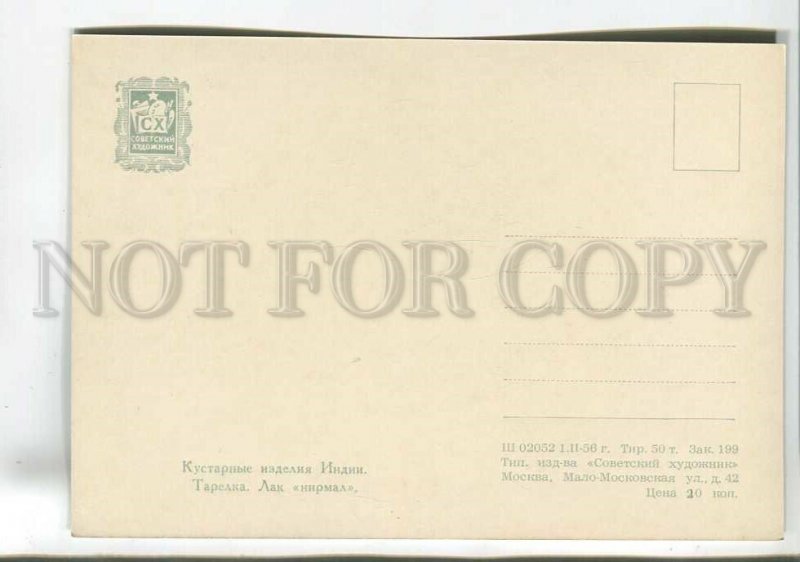 СХ
СОВЕТСКИЙ
ХУДОЖНИК
NOT FOR COPY
Кустарные изделия Индии.
Тарелка. Лак «нирмал».
Ш 02052 1.II-56 г. Тир. 50 т. Зак. 199
Тип. изд-ва «Советский художник»
Москва, Мало-Московская ул., д. 42
Цена 20 коп.